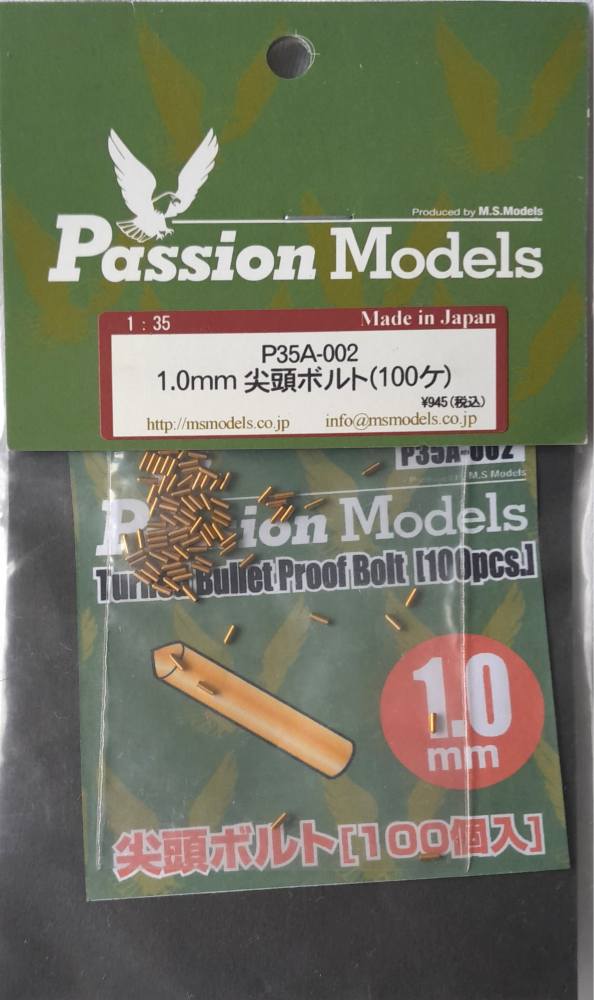 Produced by M.S.Models
Passion Models
1 : 35
Made in Japan
P35A-002
1.0mm 尖頭ボルト(100ケ)
¥945(税込)
http://msmodels.co.jp
info@msmodels.co.jp
P35A-002
Produced by M.S Models
Passion Models
Bullet Proof Bolt [100pcs.]
1.0
mm
尖頭ボルト[100個入]